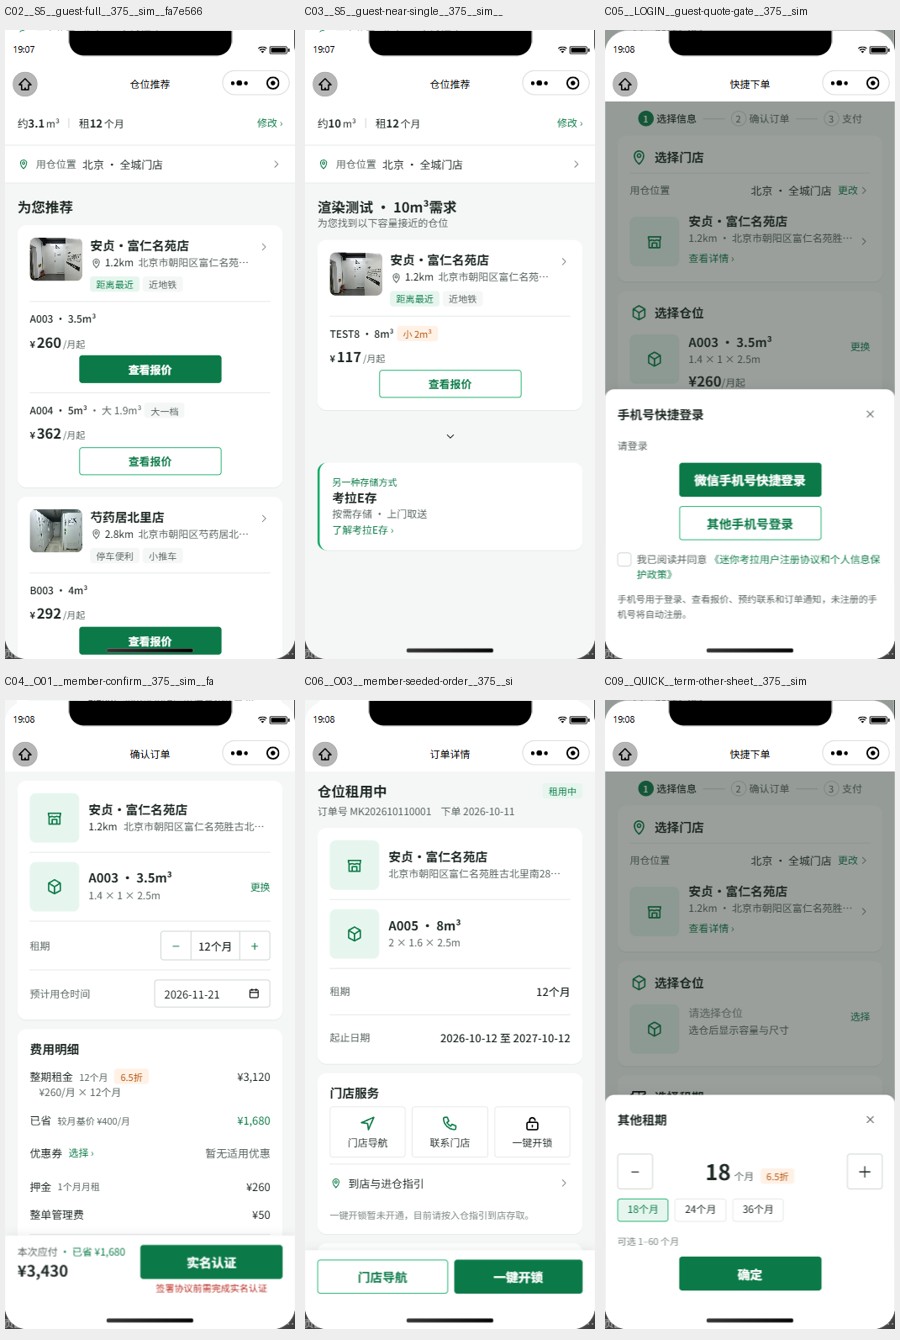 C02__S5__guest-full__375__sim__fa7e566
19:07
仓位推荐
约3.1m³ 租12个月 修改 ›
用仓位置 北京 · 全城门店
为您推荐
安贞·富仁名苑店
1.2km 北京市朝阳区富仁名苑···
距离最近 近地铁
A003 · 3.5m³
¥260/月起
查看报价
A004 · 5m³ · 大 1.9m³ 大一档
¥362/月起
查看报价
芍药居北里店
2.8km 北京市朝阳区芍药居北···
停车便利 小推车
B003 · 4m³
¥292/月起
查看报价
C03__S5__guest-near-single__375__sim__
19:07
仓位推荐
约10m³ 租12个月 修改 ›
用仓位置 北京 · 全城门店
渲染测试 · 10m³需求
为您找到以下容量接近的仓位
安贞·富仁名苑店
1.2km 北京市朝阳区富仁名苑···
距离最近 近地铁
TEST8 · 8m³ 小 2m³
¥117/月起
查看报价
另一种存储方式
考拉E存
按需存储 · 上门取送
了解考拉E存 ›
C05__LOGIN__guest-quote-gate__375__sim
19:08
快捷下单
1 选择信息 2 确认订单 3 支付
选择门店
用仓位置 北京 · 全城门店 更改
安贞·富仁名苑店
1.2km · 北京市朝阳区富仁名苑胜···
查看详情 ›
选择仓位
A003 · 3.5m³
1.4 × 1 × 2.5m
更换
¥260/月起
手机号快捷登录 ×
请登录
微信手机号快捷登录
其他手机号登录
我已阅读并同意 《迷你考拉用户注册协议和个人信息保
护政策》
手机号用于登录、查看报价、预约联系和订单通知，未注册的手
机号将自动注册。
C04__O01__member-confirm__375__sim__fa
19:08
确认订单
安贞·富仁名苑店
1.2km 北京市朝阳区富仁名苑胜古北···
A003 · 3.5m³
1.4 × 1 × 2.5m
更换
租期 − 12个月 +
预计用仓时间 2026-11-21
费用明细
整期租金 12个月 6.5折 ¥3,120
¥260/月 × 12个月
已省 较月基价 ¥400/月 ¥1,680
优惠券 选择 › 暂无适用优惠
押金 1个月月租 ¥260
整单管理费 ¥50
本次应付 · 已省 ¥1,680
¥3,430
实名认证
签署协议前需完成实名认证
C06__O03__member-seeded-order__375__si
19:08
订单详情
仓位租用中 租用中
订单号 MK202610110001 下单 2026-10-11
安贞·富仁名苑店
北京市朝阳区富仁名苑胜古北里南28···
A005 · 8m³
2 × 1.6 × 2.5m
租期 12个月
起止日期 2026-10-12 至 2027-10-12
门店服务
门店导航 联系门店 一键开锁
到店与进仓指引
一键开锁暂未开通，目前请按入仓指引到店存取。
门店导航 一键开锁
C09__QUICK__term-other-sheet__375__sim
19:08
快捷下单
1 选择信息 2 确认订单 3 支付
选择门店
用仓位置 北京 · 全城门店 更改
安贞·富仁名苑店
1.2km · 北京市朝阳区富仁名苑胜···
查看详情 ›
选择仓位
请选择仓位
选仓后显示容量与尺寸
选择
其他租期 ×
− 18 个月 6.5折 +
18个月 24个月 36个月
可选 1-60 个月
确定